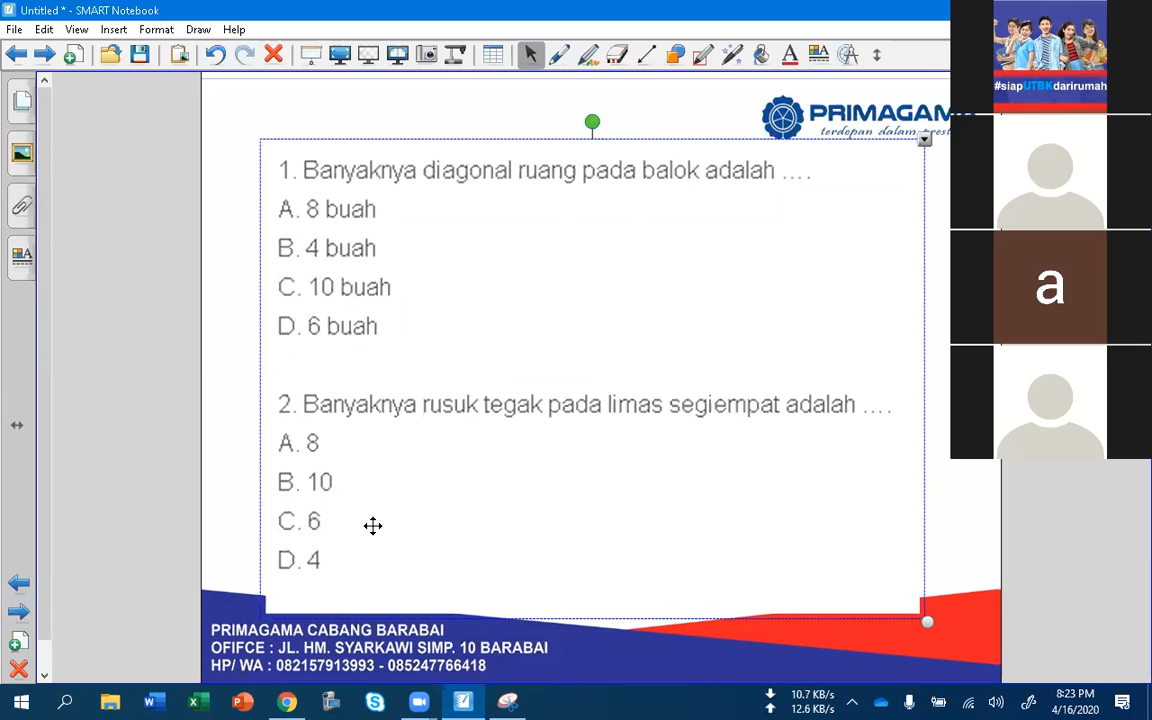 Untitled * - SMART Notebook
File Edit View Insert Format Draw Help
#siapUTBKdarirumah
PRIMAGAMA
terdepan dalam
1. Banyaknya diagonal ruang pada balok adalah ....
A. 8 buah
B. 4 buah
C. 10 buah
D. 6 buah
2. Banyaknya rusuk tegak pada limas segiempat adalah ....
A. 8
B. 10
C. 6
D. 4
a
PRIMAGAMA CABANG BARABAI
OFIFCE : JL. HM. SYARKAWI SIMP. 10 BARABAI
HP/ WA : 082157913993 - 085247766418
10.7 KB/s
12.6 KB/s
8:23 PM
4/16/2020